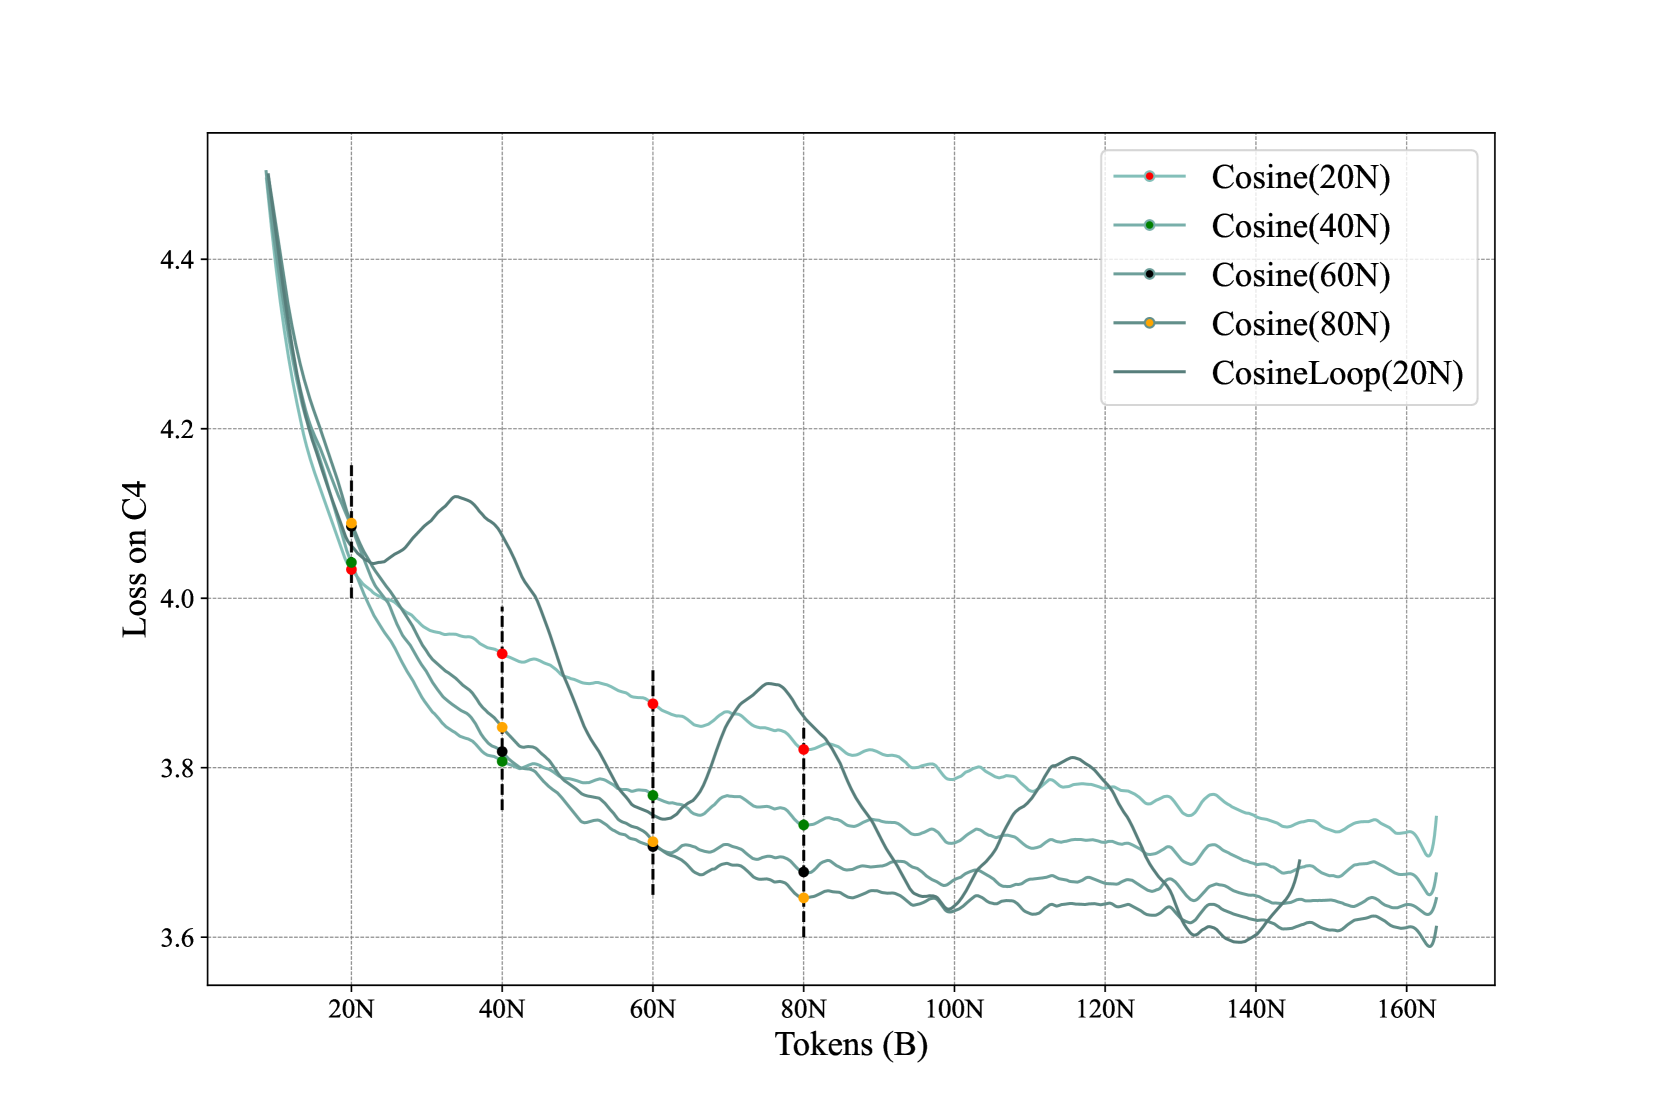 Cosine(20N)
Cosine(40N)
Cosine(60N)
Cosine(80N)
CosineLoop(20N)
Loss on C4
4.4
4.2
4.0
3.8
3.6
20N 40N 60N 80N 100N 120N 140N 160N
Tokens (B)